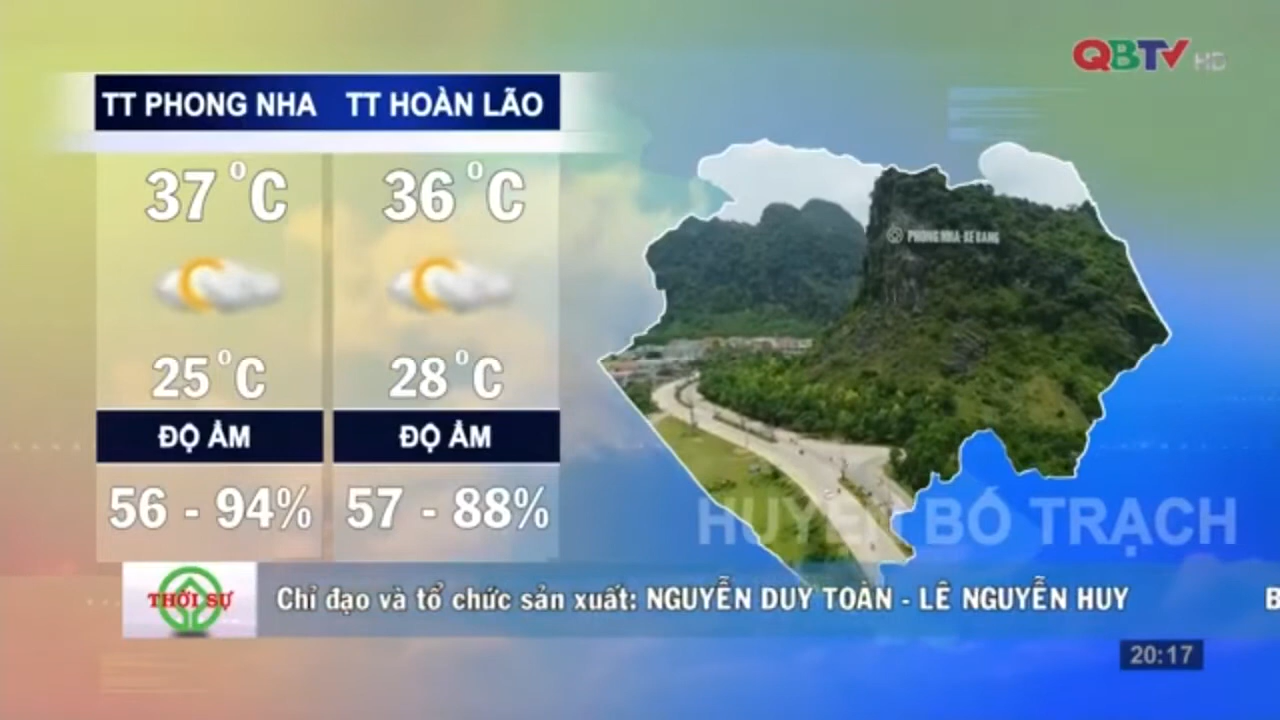 QBTV HD
TT PHONG NHA TT HOÀN LÃO
37°C 36°C
PHONG NHA-KE BANG
25°C 28°C
ĐỘ ẨM ĐỘ ẨM
56 - 94% 57 - 88%
HUYỆN BỐ TRẠCH
THỜI SỰ
Chỉ đạo và tổ chức sản xuất: NGUYỄN DUY TOÀN - LÊ NGUYỄN HUY
20:17